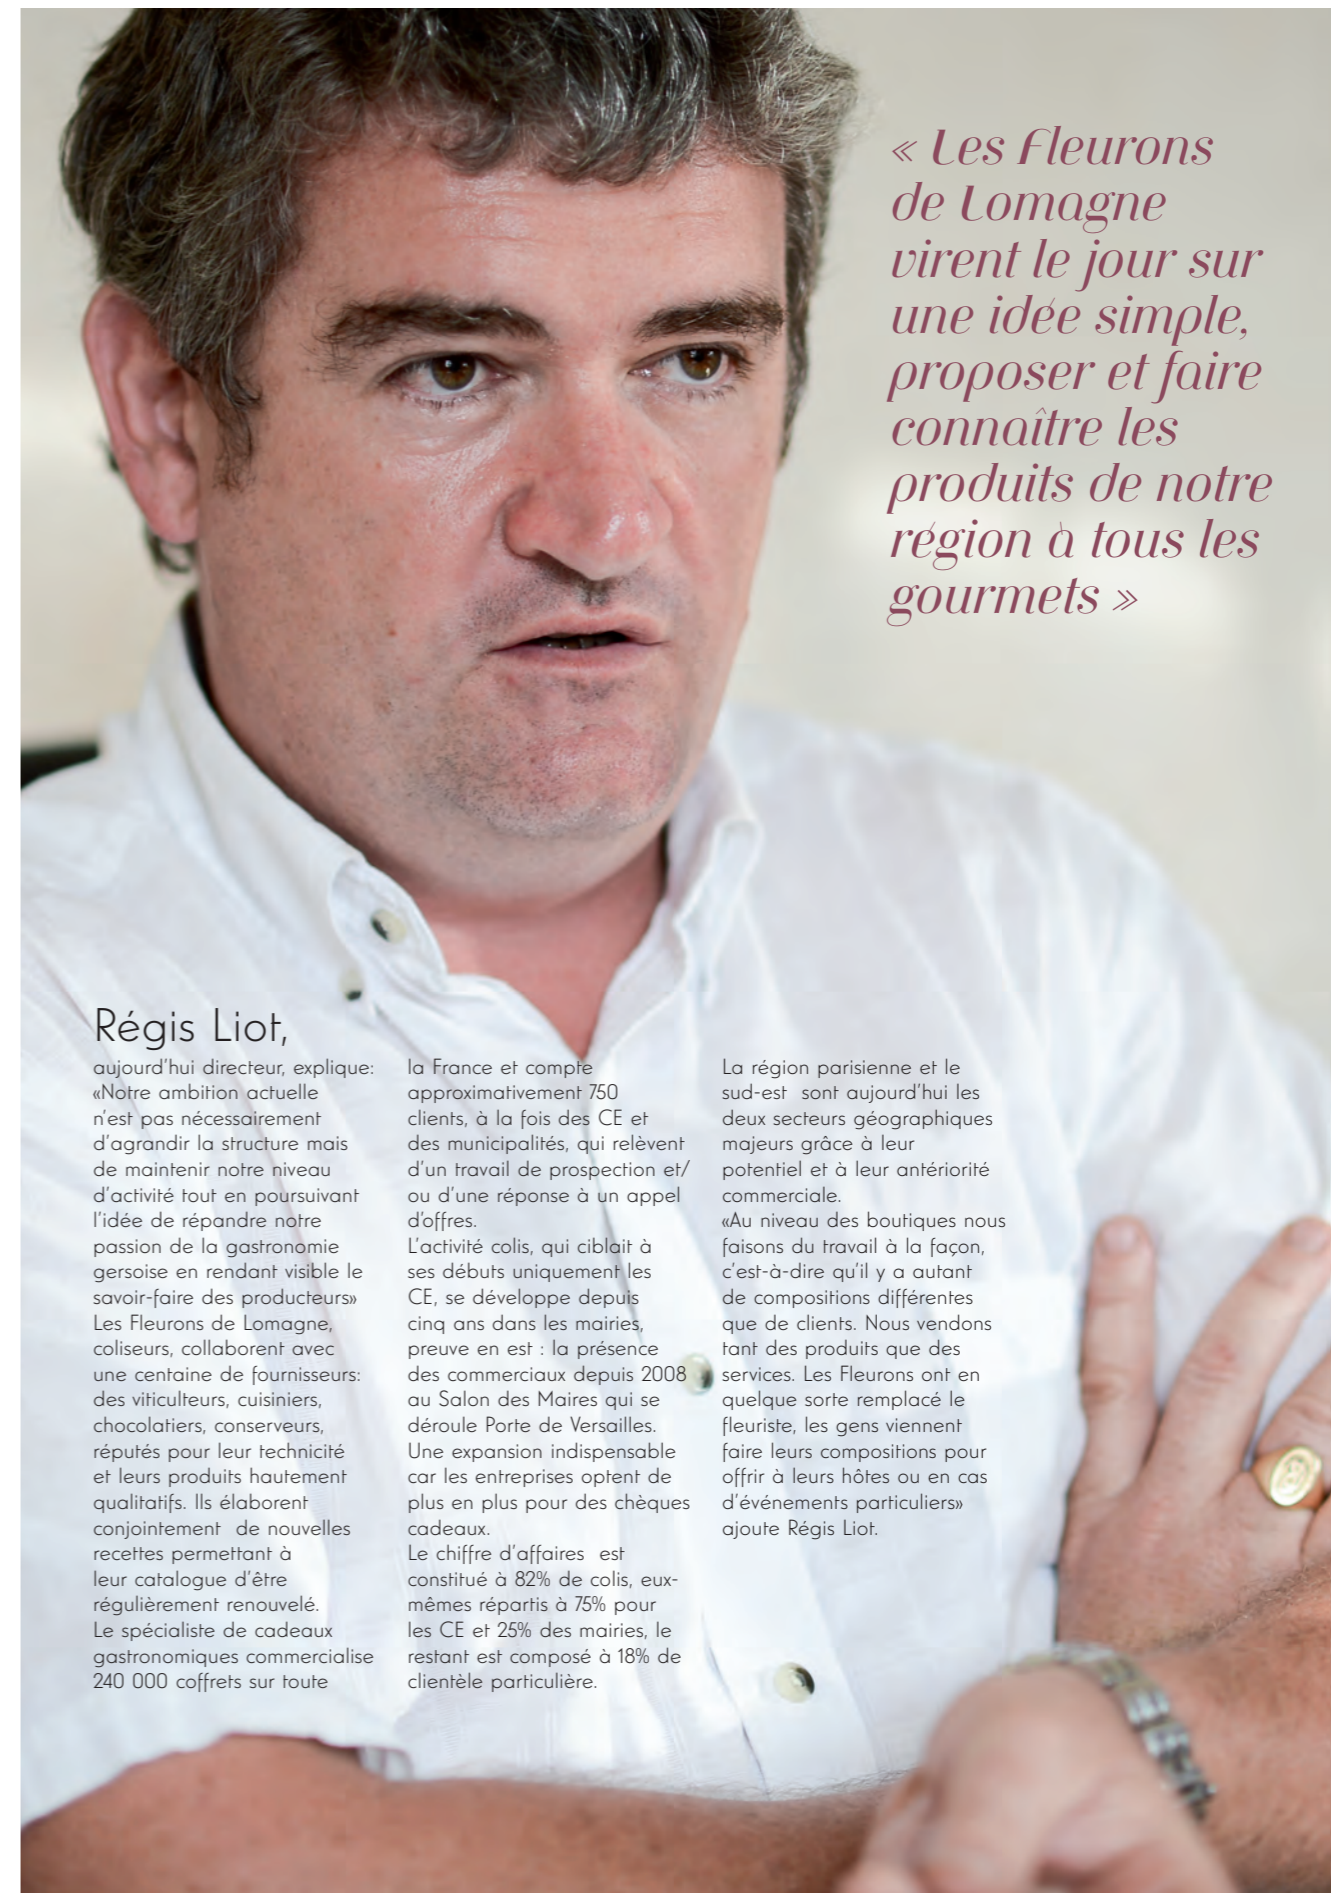 « Les Fleurons
de Lomagne
virent le jour sur
une idée simple,
proposer et faire
connaître les
produits de notre
région à tous les
gourmets »
Régis Liot,
aujourd'hui directeur, explique:
«Notre ambition actuelle
n'est pas nécessairement
d'agrandir la structure mais
de maintenir notre niveau
d'activité tout en poursuivant
l'idée de répandre notre
passion de la gastronomie
gersoise en rendant visible le
savoir-faire des producteurs»
Les Fleurons de Lomagne,
coliseurs, collaborent avec
une centaine de fournisseurs:
des viticulteurs, cuisiniers,
chocolatiers, conserveurs,
réputés pour leur technicité
et leurs produits hautement
qualitatifs. Ils élaborent
conjointement  de nouvelles
recettes permettant à
leur catalogue d'être
régulièrement renouvelé.
Le spécialiste de cadeaux
gastronomiques commercialise
240 000 coffrets sur toute
la France et compte
approximativement 750
clients, à la fois des CE et
des municipalités, qui relèvent
d'un travail de prospection et/
ou d'une réponse à un appel
d'offres.
L'activité colis, qui ciblait à
ses débuts uniquement les
CE, se développe depuis
cinq ans dans les mairies,
preuve en est : la présence
des commerciaux depuis 2008
au Salon des Maires qui se
déroule Porte de Versailles.
Une expansion indispensable
car les entreprises optent de
plus en plus pour des chèques
cadeaux.
Le chiffre d'affaires  est
constitué à 82% de colis, eux-
mêmes répartis à 75% pour
les CE et 25% des mairies, le
restant est composé à 18% de
clientèle particulière.
La région parisienne et le
sud-est  sont aujourd'hui les
deux secteurs géographiques
majeurs grâce à leur
potentiel et à leur antériorité
commerciale.
«Au niveau des boutiques nous
faisons du travail à la façon,
c'est-à-dire qu'il y a autant
de compositions différentes
que de clients. Nous vendons
tant des produits que des
services. Les Fleurons ont en
quelque sorte remplacé le
fleuriste, les gens viennent
faire leurs compositions pour
offrir à leurs hôtes ou en cas
d'événements particuliers»
ajoute Régis Liot.